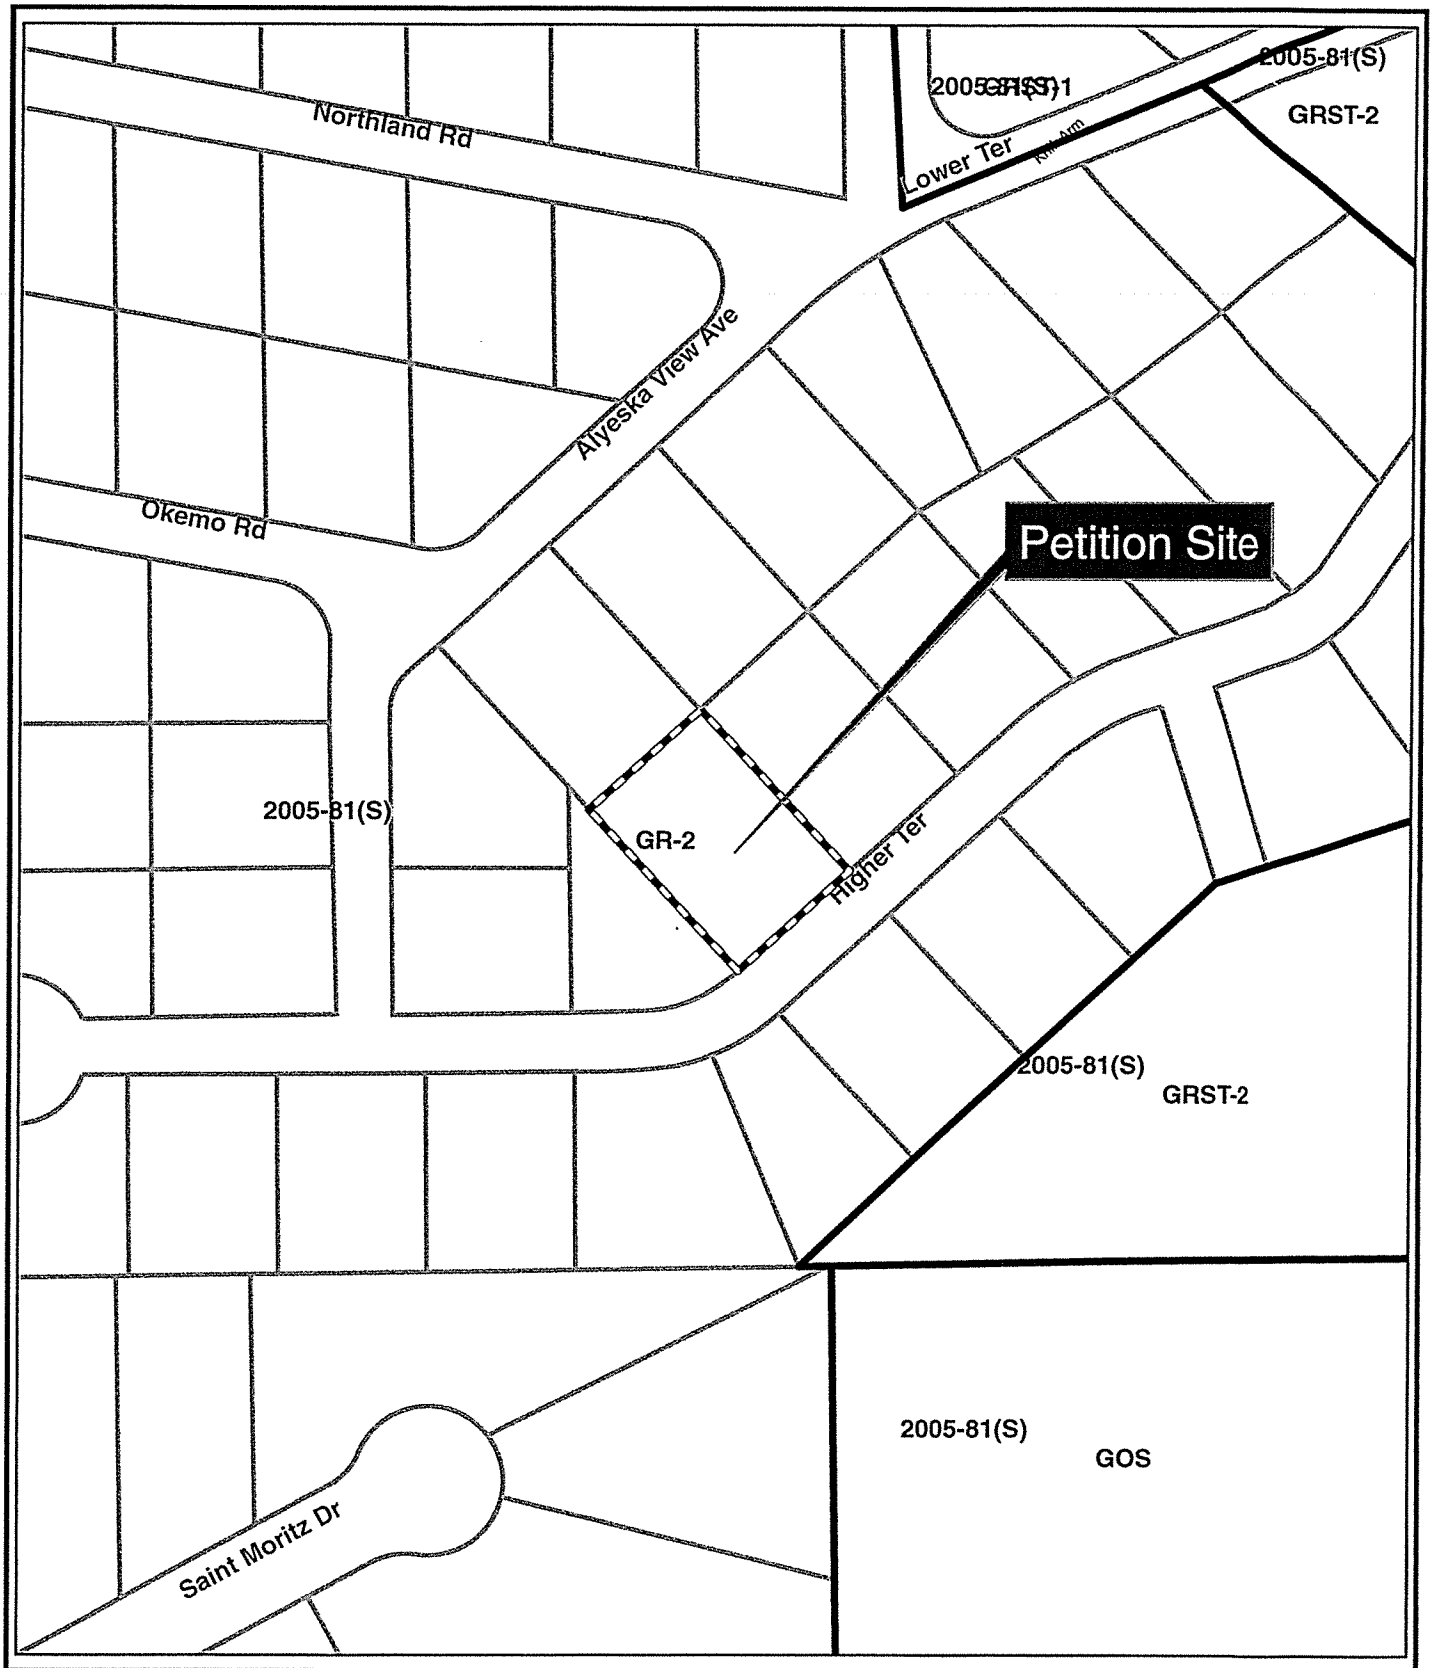 2005-81(S)
GRST-2
Northland Rd
Lower Ter
Alyeska View Ave
Okemo Rd
Petition Site
2005-81(S)
GR-2
Higher Ter
2005-81(S)
GRST-2
2005-81(S)
GOS
Saint Moritz Dr